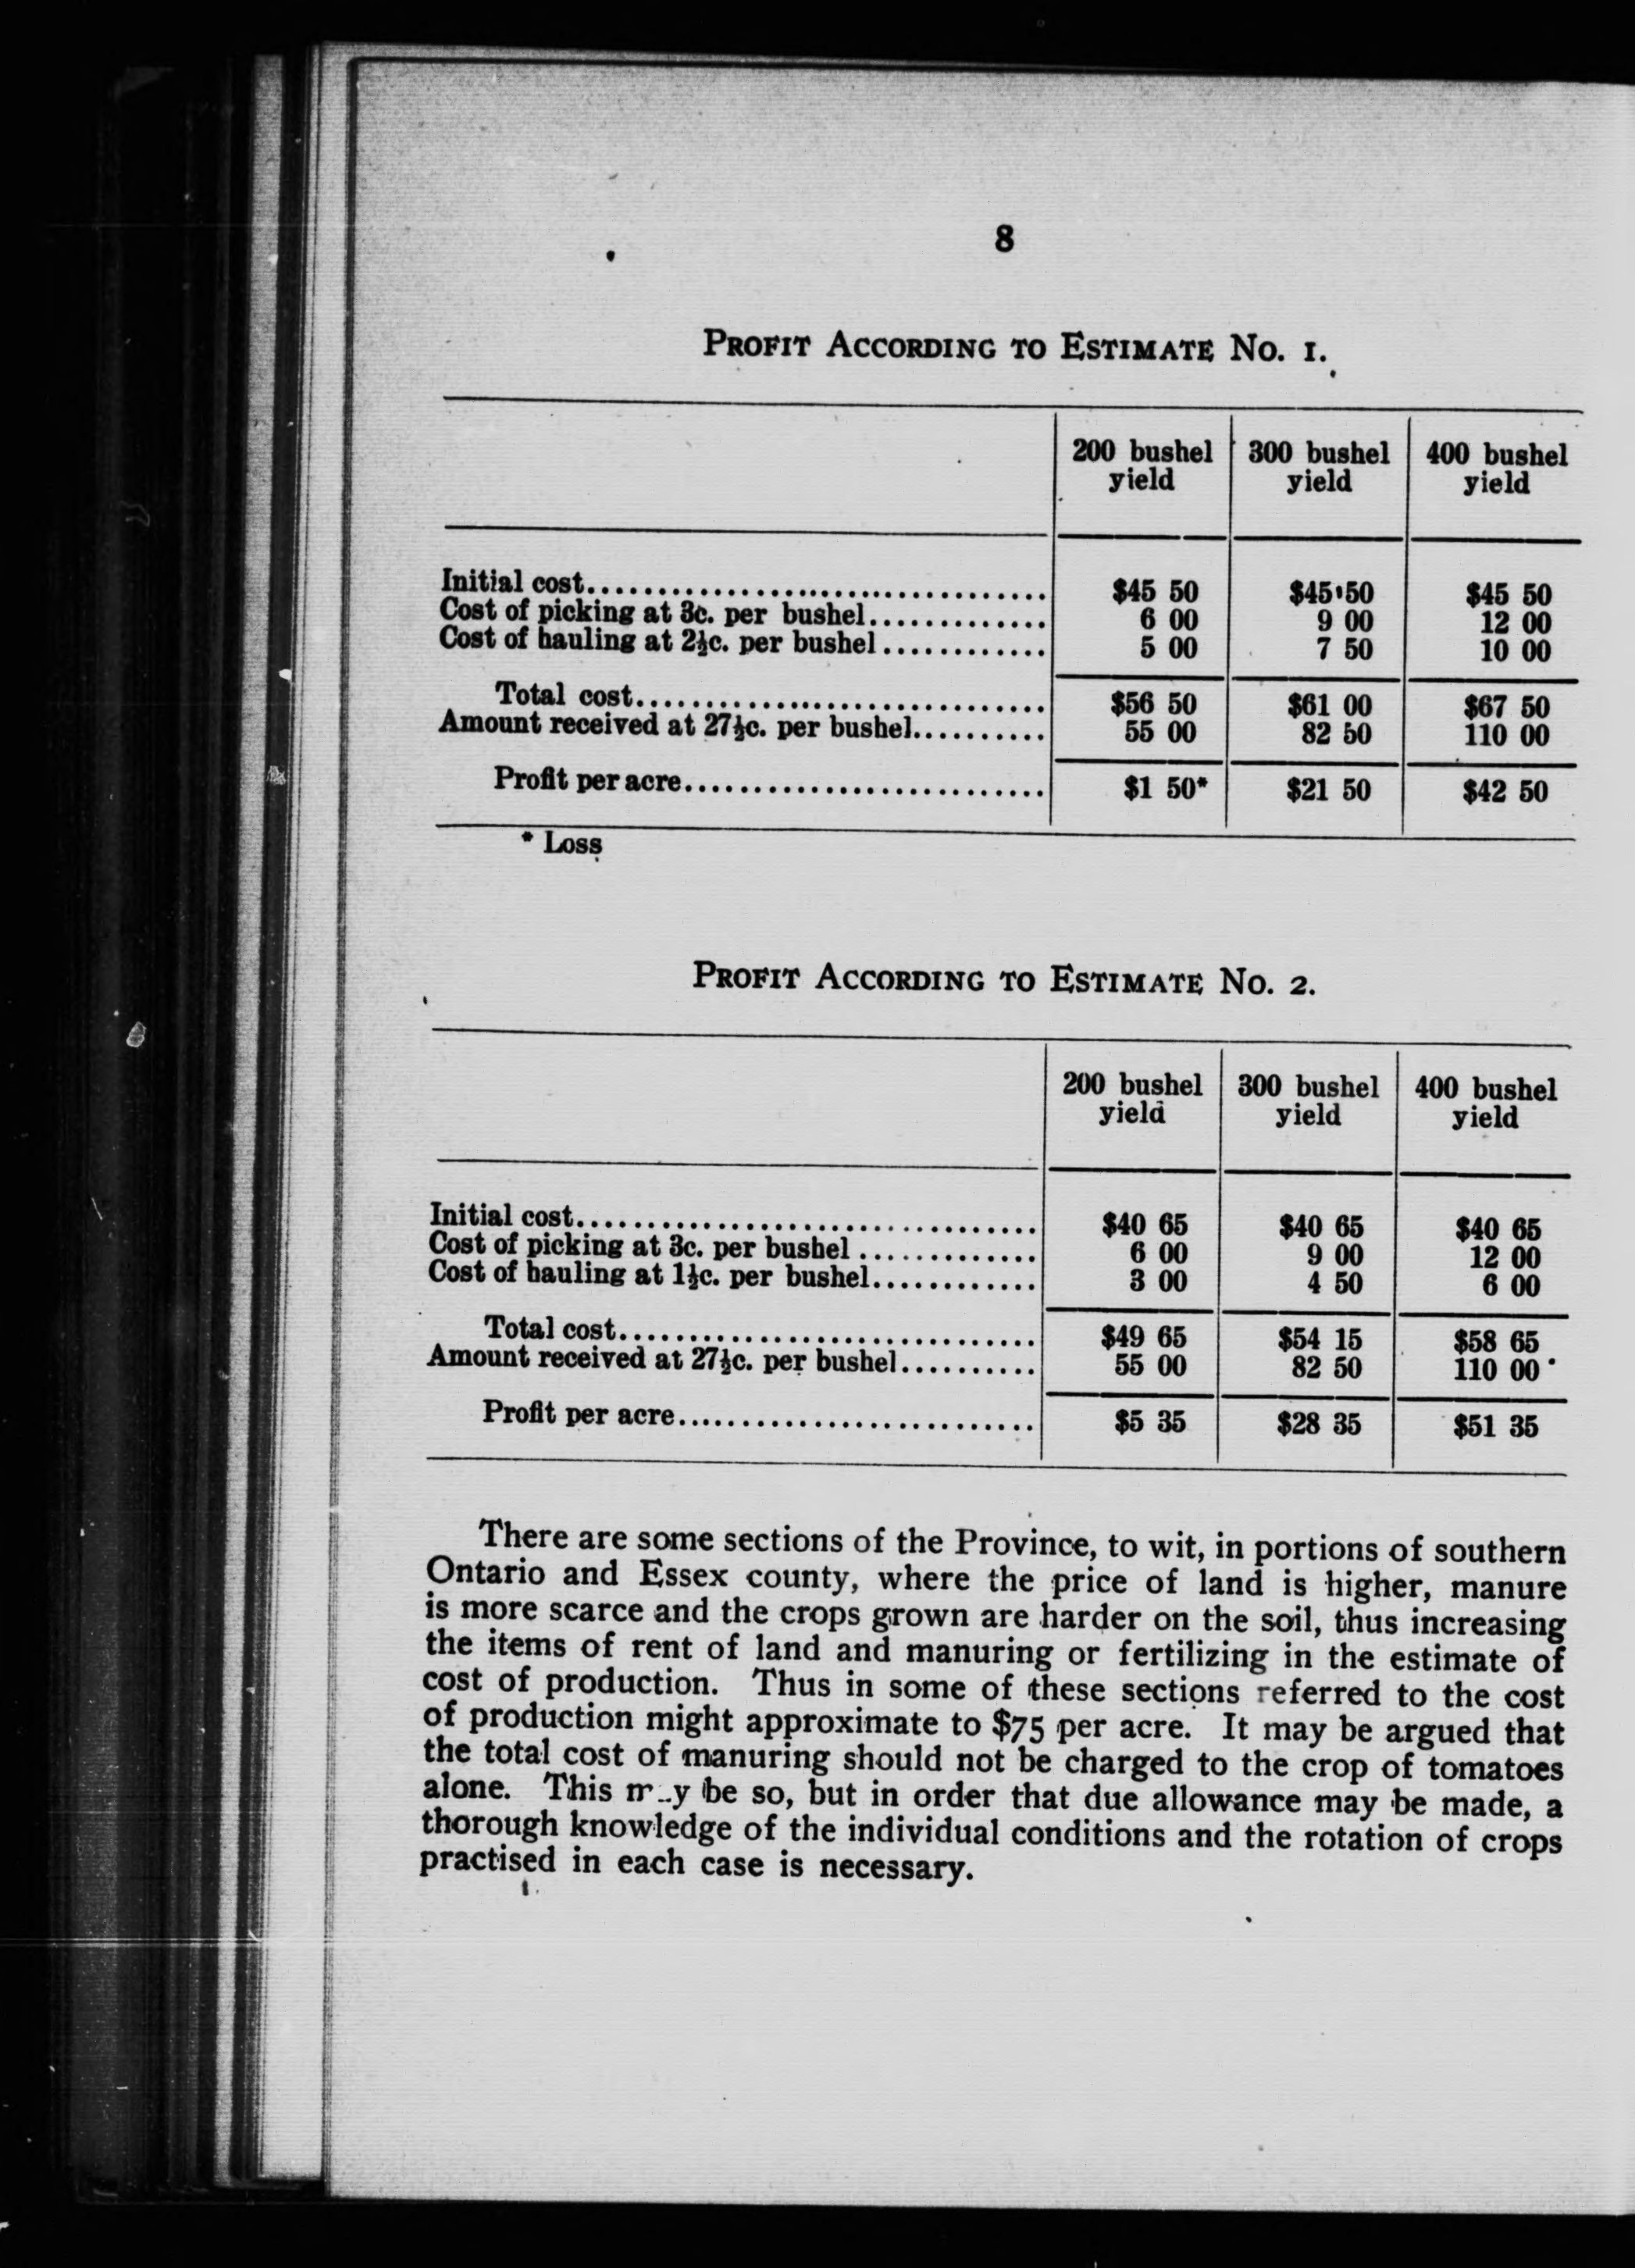 8
PROFIT ACCORDING TO ESTIMATE NO. 1.
200 bushel yield 300 bushel yield 400 bushel yield
Initial cost........ $45 50 $45 50 $45 50
Cost of picking at 3c. per bushel........ 6 00 9 00 12 00
Cost of hauling at 2½c. per bushel........ 5 00 7 50 10 00
Total cost........ $56 50 $61 00 $67 50
Amount received at 27½c. per bushel........ 55 00 82 50 110 00
Profit per acre........ $1 50* $21 50 $42 50
* Loss
PROFIT ACCORDING TO ESTIMATE NO. 2.
200 bushel yield 300 bushel yield 400 bushel yield
Initial cost........ $40 65 $40 65 $40 65
Cost of picking at 3c. per bushel........ 6 00 9 00 12 00
Cost of hauling at 1½c. per bushel........ 3 00 4 50 6 00
Total cost........ $49 65 $54 15 $58 65
Amount received at 27½c. per bushel........ 55 00 82 50 110 00
Profit per acre........ $5 35 $28 35 $51 35
There are some sections of the Province, to wit, in portions of southern
Ontario and Essex county, where the price of land is higher, manure
is more scarce and the crops grown are harder on the soil, thus increasing
the items of rent of land and manuring or fertilizing in the estimate of
cost of production. Thus in some of these sections referred to the cost
of production might approximate to $75 per acre. It may be argued that
the total cost of manuring should not be charged to the crop of tomatoes
alone. This may be so, but in order that due allowance may be made, a
thorough knowledge of the individual conditions and the rotation of crops
practised in each case is necessary.